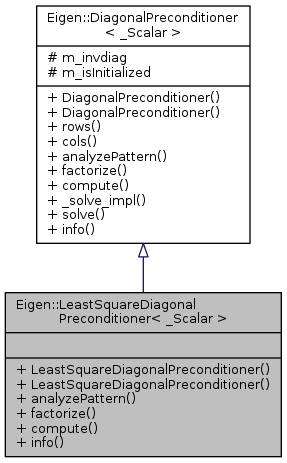 Eigen::DiagonalPreconditioner
< _Scalar >
# m_invdiag
# m_isInitialized
+ DiagonalPreconditioner()
+ DiagonalPreconditioner()
+ rows()
+ cols()
+ analyzePattern()
+ factorize()
+ compute()
+ _solve_impl()
+ solve()
+ info()
Eigen::LeastSquareDiagonal
Preconditioner< _Scalar >
+ LeastSquareDiagonalPreconditioner()
+ LeastSquareDiagonalPreconditioner()
+ analyzePattern()
+ factorize()
+ compute()
+ info()